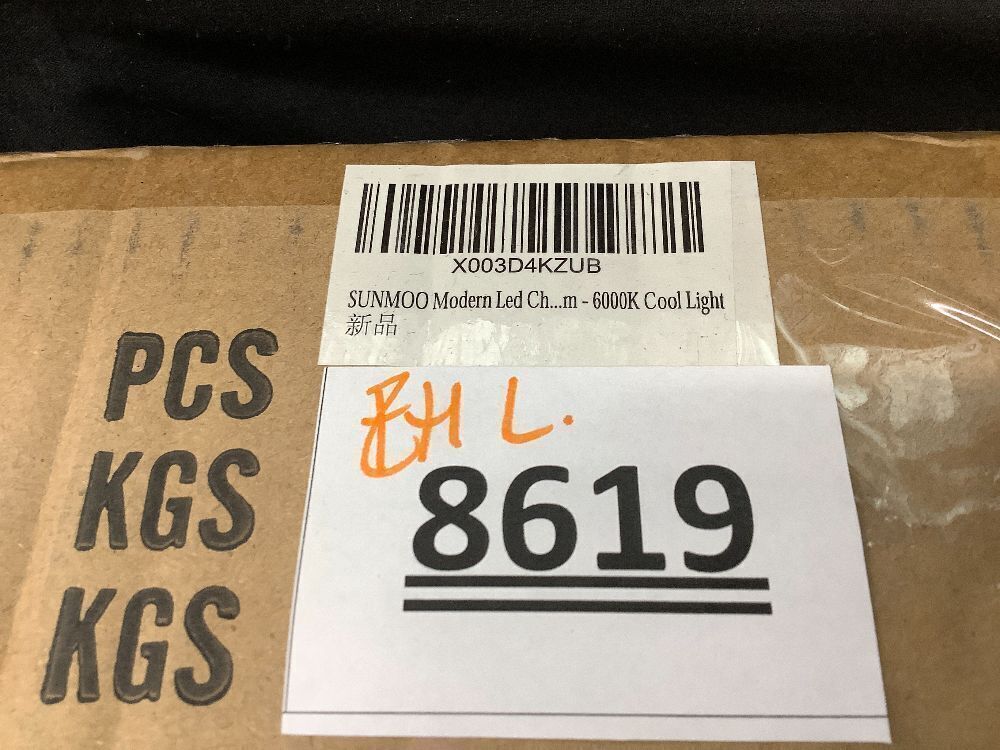 X003D4KZUB
SUNMOO Modern Led Ch...m - 6000K Cool Light
新品
PCS
KGS
KGS
L.
8619